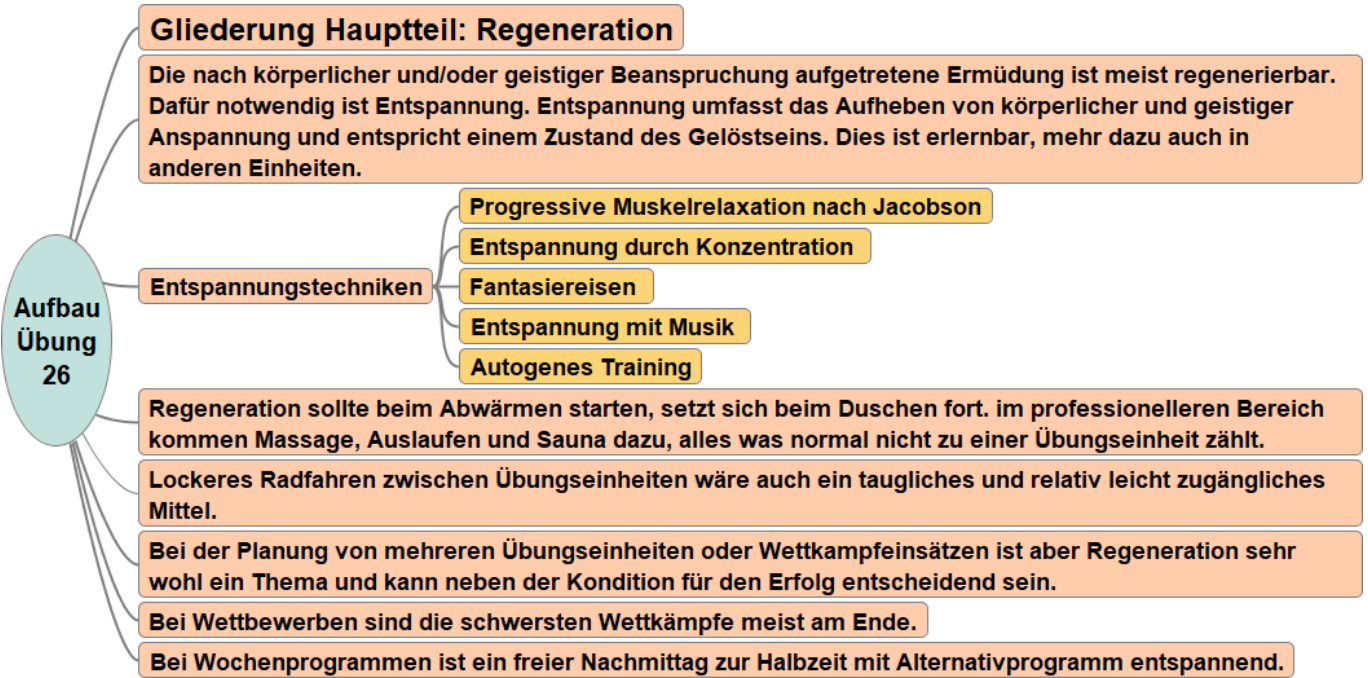 Gliederung Hauptteil: Regeneration
Die nach körperlicher und/oder geistiger Beanspruchung aufgetretene Ermüdung ist meist regenerierbar.
Dafür notwendig ist Entspannung. Entspannung umfasst das Aufheben von körperlicher und geistiger
Anspannung und entspricht einem Zustand des Gelöstseins. Dies ist erlernbar, mehr dazu auch in
anderen Einheiten.
Aufbau
Übung
26
Entspannungstechniken
Progressive Muskelrelaxation nach Jacobson
Entspannung durch Konzentration
Fantasiereisen
Entspannung mit Musik
Autogenes Training
Regeneration sollte beim Abwärmen starten, setzt sich beim Duschen fort. im professionelleren Bereich
kommen Massage, Auslaufen und Sauna dazu, alles was normal nicht zu einer Übungseinheit zählt.
Lockeres Radfahren zwischen Übungseinheiten wäre auch ein taugliches und relativ leicht zugängliches
Mittel.
Bei der Planung von mehreren Übungseinheiten oder Wettkampfeinsätzen ist aber Regeneration sehr
wohl ein Thema und kann neben der Kondition für den Erfolg entscheidend sein.
Bei Wettbewerben sind die schwersten Wettkämpfe meist am Ende.
Bei Wochenprogrammen ist ein freier Nachmittag zur Halbzeit mit Alternativprogramm entspannend.